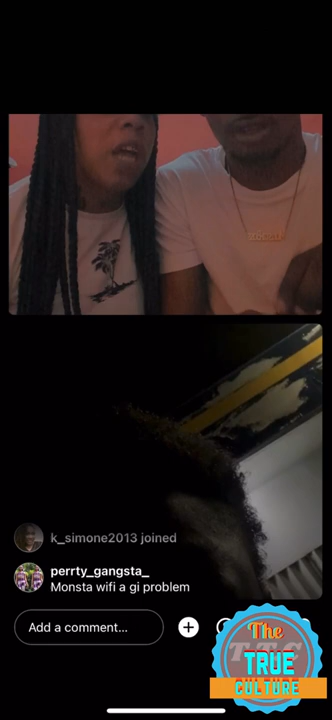 k_simone2013 joined
perrty_gangsta_
Monsta wifi a gi problem
Add a comment...
The
TRUE
CULTURE